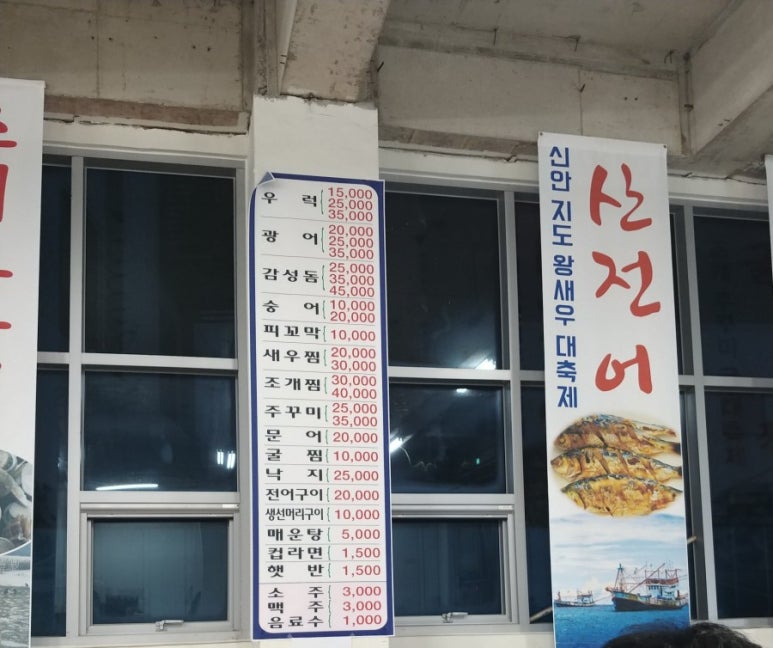 우럭 15,000
25,000
35,000
광어 20,000
25,000
35,000
감성돔 25,000
35,000
45,000
숭어 10,000
20,000
피꼬막 10,000
새우찜 20,000
30,000
조개찜 30,000
40,000
주꾸미 25,000
35,000
문어 20,000
굴찜 10,000
낙지 25,000
전어구이 20,000
생선머리구이 10,000
매운탕 5,000
컵라면 1,500
햇반 1,500
소주 3,000
맥주 3,000
음료수 1,000
신안 지도 왕새우 대축제
산전어